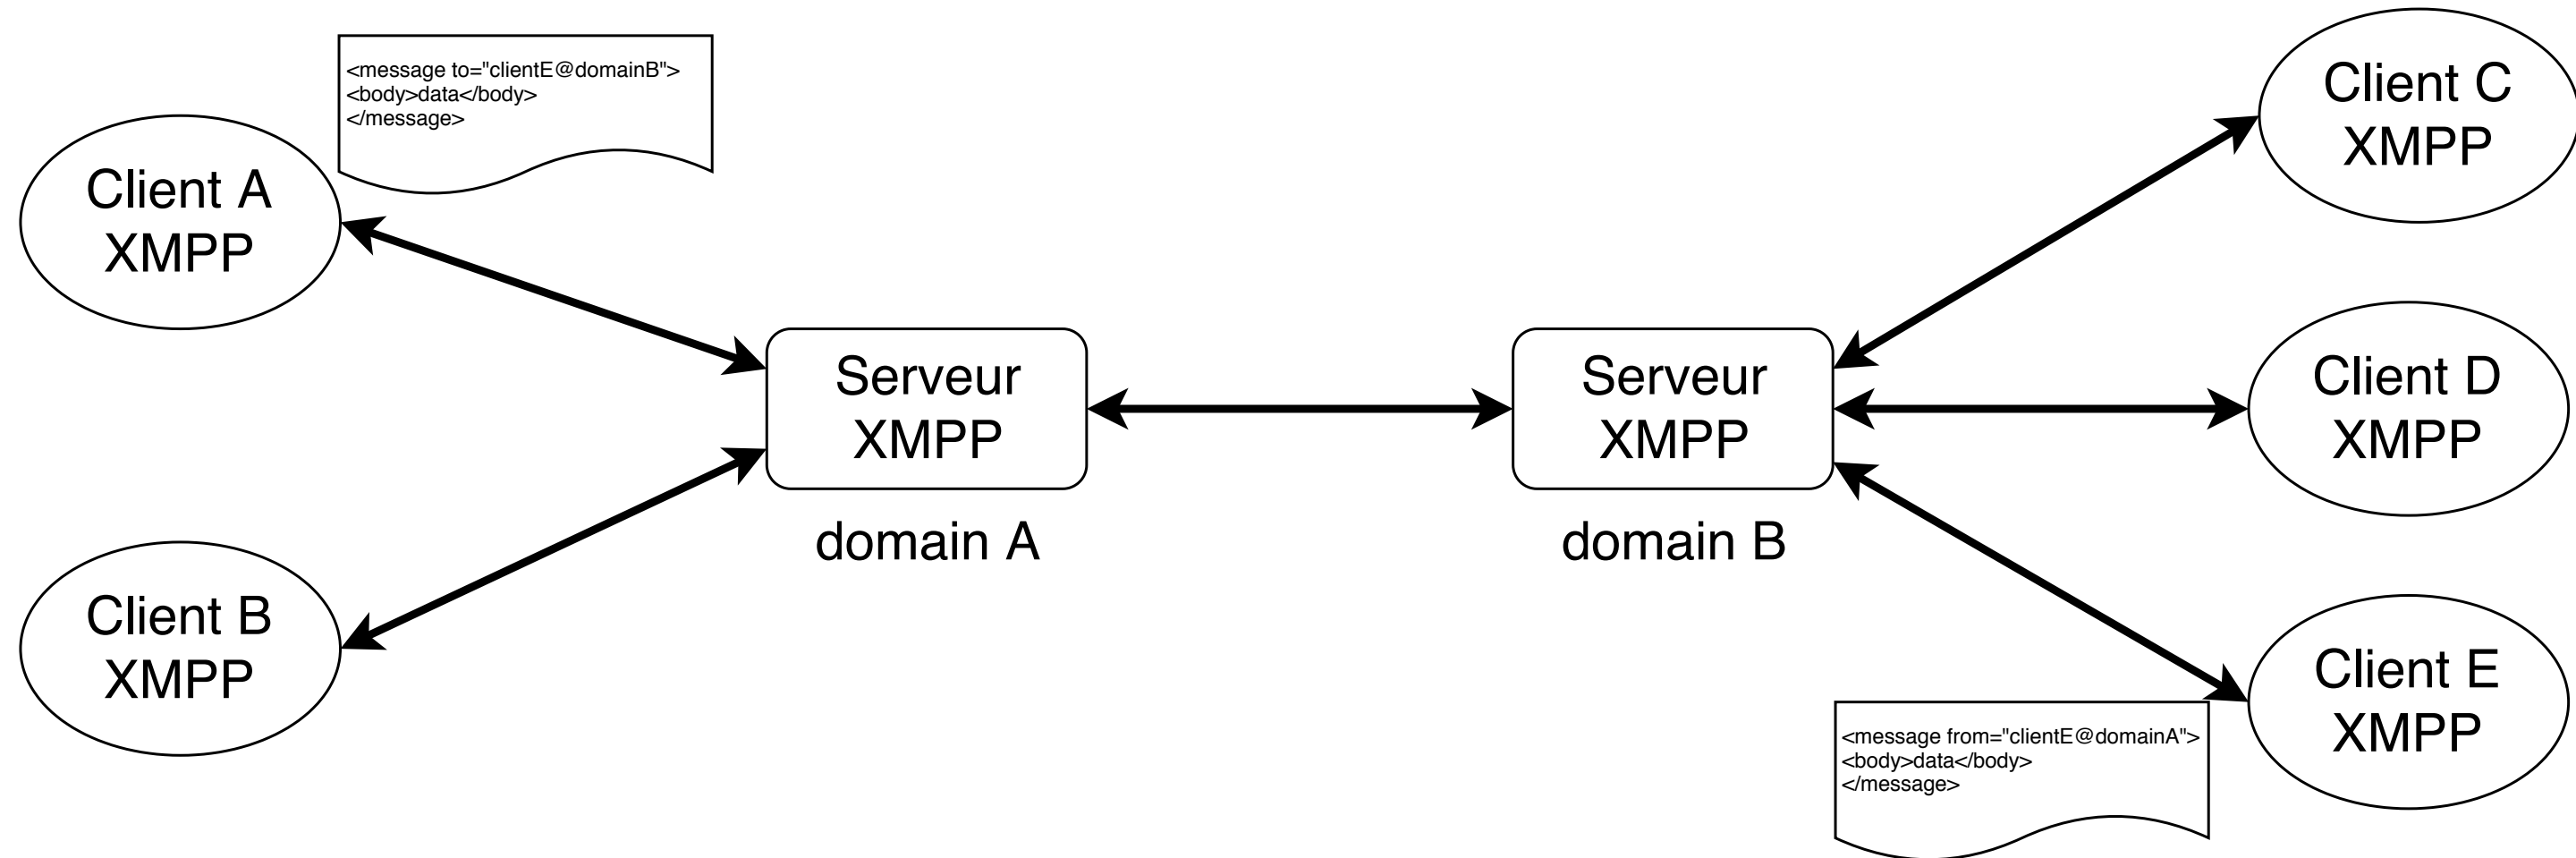 <message to="clientE@domainB">
<body>data</body>
</message>
Client A
XMPP
Client B
XMPP
Serveur
XMPP
domain A
Serveur
XMPP
domain B
Client C
XMPP
Client D
XMPP
Client E
XMPP
<message from="clientE@domainA">
<body>data</body>
</message>